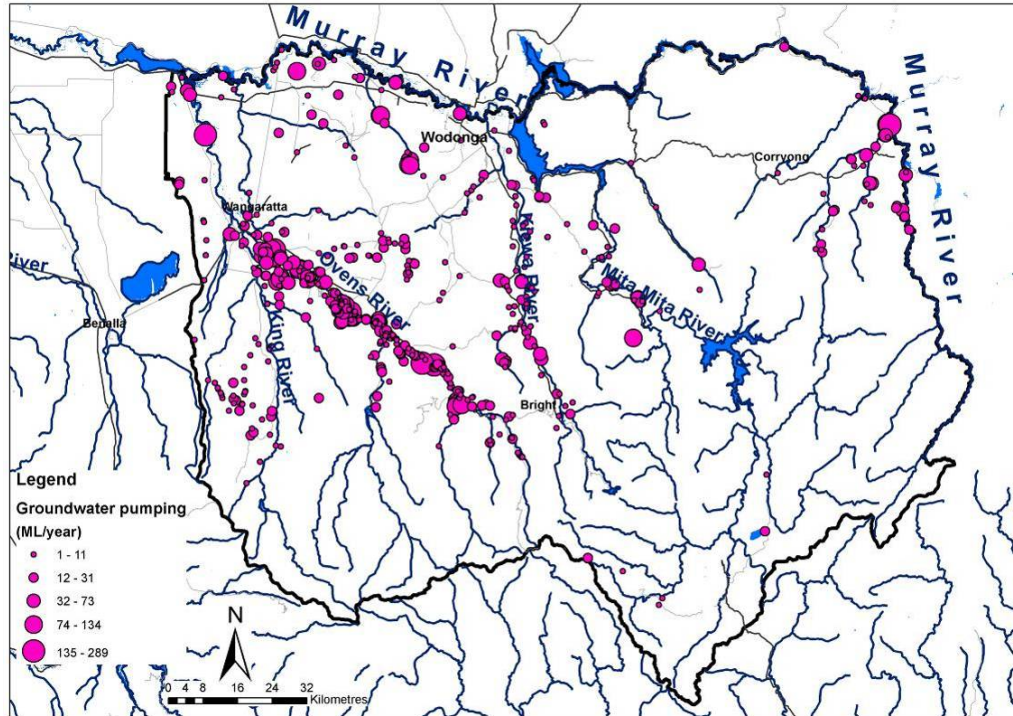 Murray River
Murray River
Wodonga
Corryong
Wangaratta
Ovens River
Kiewa River
Mita Mita River
River
Benalla
King River
Bright
Legend
Groundwater pumping
(ML/year)
1 - 11
12 - 31
32 - 73
74 - 134
135 - 289
N
0 4 8 16 24 32
Kilometres